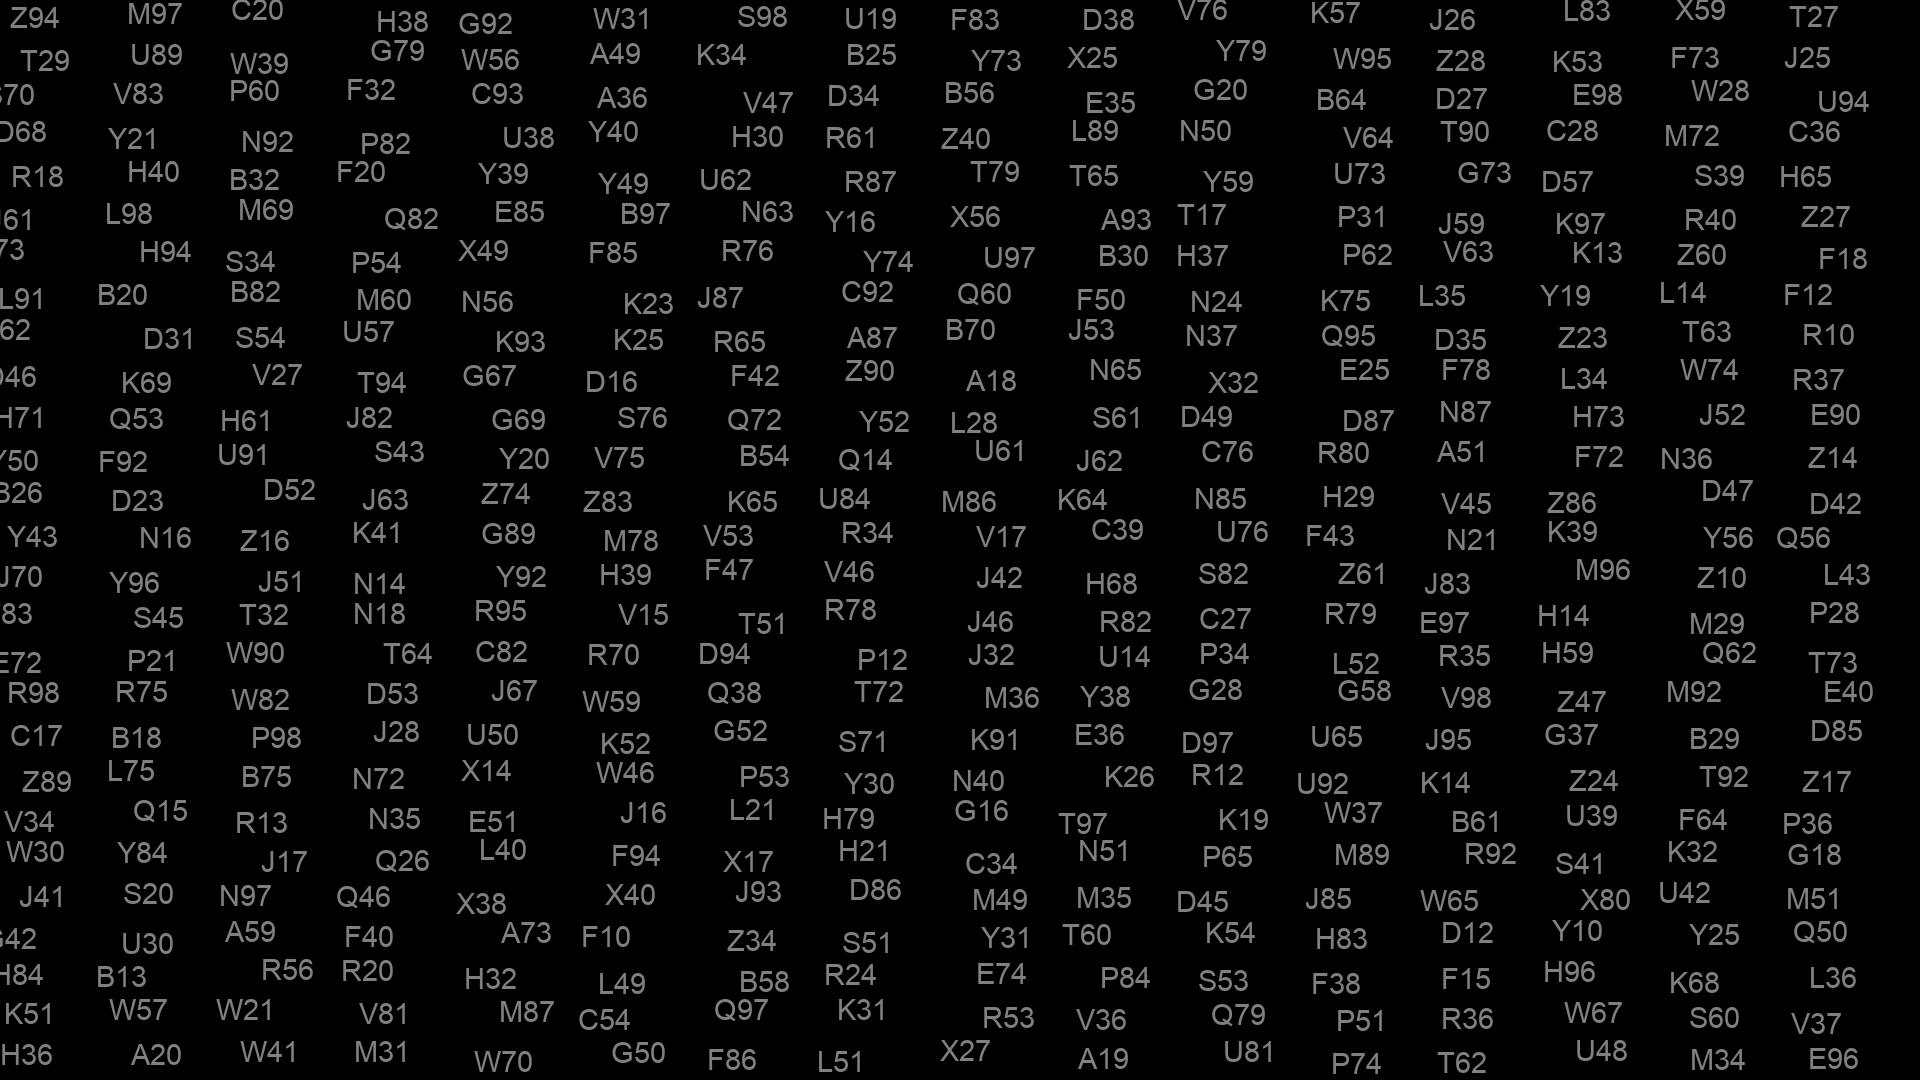 Z94 M97 C20 H38 G92 W31 S98 U19 F83 D38 V76 K57 J26 L83 X59 T27
T29 U89 W39 G79 W56 A49 K34 B25 Y73 X25 Y79 W95 Z28 K53 F73 J25
V83 P60 F32 C93 A36 V47 D34 B56 E35 G20 B64 D27 E98 W28 U94
D68 Y21 N92 P82 U38 Y40 H30 R61 Z40 L89 N50 V64 T90 C28 M72 C36
R18 H40 B32 F20 Y39 Y49 U62 R87 T79 T65 Y59 U73 G73 D57 S39 H65
L98 M69 Q82 E85 B97 N63 Y16 X56 A93 T17 P31 J59 K97 R40 Z27
H94 S34 P54 X49 F85 R76 Y74 U97 B30 H37 P62 V63 K13 Z60 F18
L91 B20 B82 M60 N56 K23 J87 C92 Q60 F50 N24 K75 L35 Y19 L14 F12
D31 S54 U57 K93 K25 R65 A87 B70 J53 N37 Q95 D35 Z23 T63 R10
K69 V27 T94 G67 D16 F42 Z90 A18 N65 X32 E25 F78 L34 W74 R37
H71 Q53 H61 J82 G69 S76 Q72 Y52 L28 S61 D49 D87 N87 H73 J52 E90
Y50 F92 U91 S43 Y20 V75 B54 Q14 U61 J62 C76 R80 A51 F72 N36 Z14
B26 D23 D52 J63 Z74 Z83 K65 U84 M86 K64 N85 H29 V45 Z86 D47 D42
Y43 N16 Z16 K41 G89 M78 V53 R34 V17 C39 U76 F43 N21 K39 Y56 Q56
J70 Y96 J51 N14 Y92 H39 F47 V46 J42 H68 S82 Z61 J83 M96 Z10 L43
S45 T32 N18 R95 V15 T51 R78 J46 R82 C27 R79 E97 H14 M29 P28
E72 P21 W90 T64 C82 R70 D94 P12 J32 U14 P34 L52 R35 H59 Q62 T73
R98 R75 W82 D53 J67 W59 Q38 T72 M36 Y38 G28 G58 V98 Z47 M92 E40
C17 B18 P98 J28 U50 K52 G52 S71 K91 E36 D97 U65 J95 G37 B29 D85
Z89 L75 B75 N72 X14 W46 P53 Y30 N40 K26 R12 U92 K14 Z24 T92 Z17
V34 Q15 R13 N35 E51 J16 L21 H79 G16 T97 K19 W37 B61 U39 F64 P36
W30 Y84 J17 Q26 L40 F94 X17 H21 C34 N51 P65 M89 R92 S41 K32 G18
J41 S20 N97 Q46 X38 X40 J93 D86 M49 M35 D45 J85 W65 X80 U42 M51
U30 A59 F40 A73 F10 Z34 S51 Y31 T60 K54 H83 D12 Y10 Y25 Q50
H84 B13 R56 R20 H32 L49 B58 R24 E74 P84 S53 F38 F15 H96 K68 L36
K51 W57 W21 V81 M87 C54 Q97 K31 R53 V36 Q79 P51 R36 W67 S60 V37
H36 A20 W41 M31 W70 G50 F86 L51 X27 A19 U81 P74 T62 U48 M34 E96